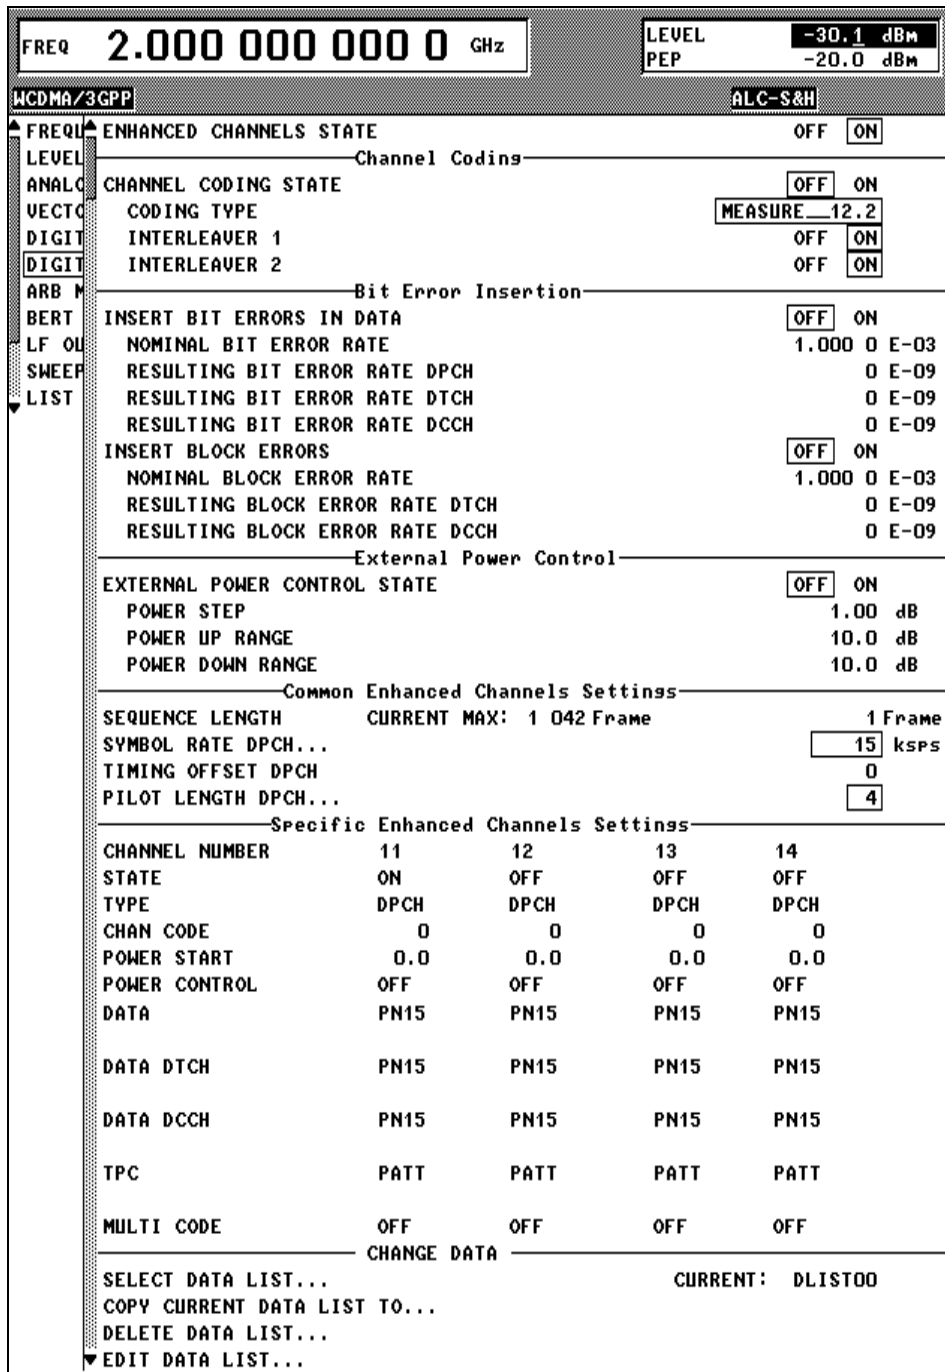 FREQ 2.000 000 000 0 GHz
LEVEL -30.1 dBm
PEP -20.0 dBm
WCDMA/3GPP ALC-S&H
FREQU
LEVEL
ANALO
VECTO
DIGIT
DIGIT
ARB M
BERT
LF OU
SWEEP
LIST
ENHANCED CHANNELS STATE OFF ON
Channel Coding
CHANNEL CODING STATE OFF ON
CODING TYPE MEASURE__12.2
INTERLEAVER 1 OFF ON
INTERLEAVER 2 OFF ON
Bit Error Insertion
INSERT BIT ERRORS IN DATA OFF ON
NOMINAL BIT ERROR RATE 1.000 0 E-03
RESULTING BIT ERROR RATE DPCH 0 E-09
RESULTING BIT ERROR RATE DTCH 0 E-09
RESULTING BIT ERROR RATE DCCH 0 E-09
INSERT BLOCK ERRORS OFF ON
NOMINAL BLOCK ERROR RATE 1.000 0 E-03
RESULTING BLOCK ERROR RATE DTCH 0 E-09
RESULTING BLOCK ERROR RATE DCCH 0 E-09
External Power Control
EXTERNAL POWER CONTROL STATE OFF ON
POWER STEP 1.00 dB
POWER UP RANGE 10.0 dB
POWER DOWN RANGE 10.0 dB
Common Enhanced Channels Settings
SEQUENCE LENGTH CURRENT MAX: 1 042 Frame 1 Frame
SYMBOL RATE DPCH... 15 ksps
TIMING OFFSET DPCH 0
PILOT LENGTH DPCH... 4
Specific Enhanced Channels Settings
CHANNEL NUMBER 11 12 13 14
STATE ON OFF OFF OFF
TYPE DPCH DPCH DPCH DPCH
CHAN CODE 0 0 0 0
POWER START 0.0 0.0 0.0 0.0
POWER CONTROL OFF OFF OFF OFF
DATA PN15 PN15 PN15 PN15
DATA DTCH PN15 PN15 PN15 PN15
DATA DCCH PN15 PN15 PN15 PN15
TPC PATT PATT PATT PATT
MULTI CODE OFF OFF OFF OFF
CHANGE DATA
SELECT DATA LIST... CURRENT: DLIST00
COPY CURRENT DATA LIST TO...
DELETE DATA LIST...
EDIT DATA LIST...